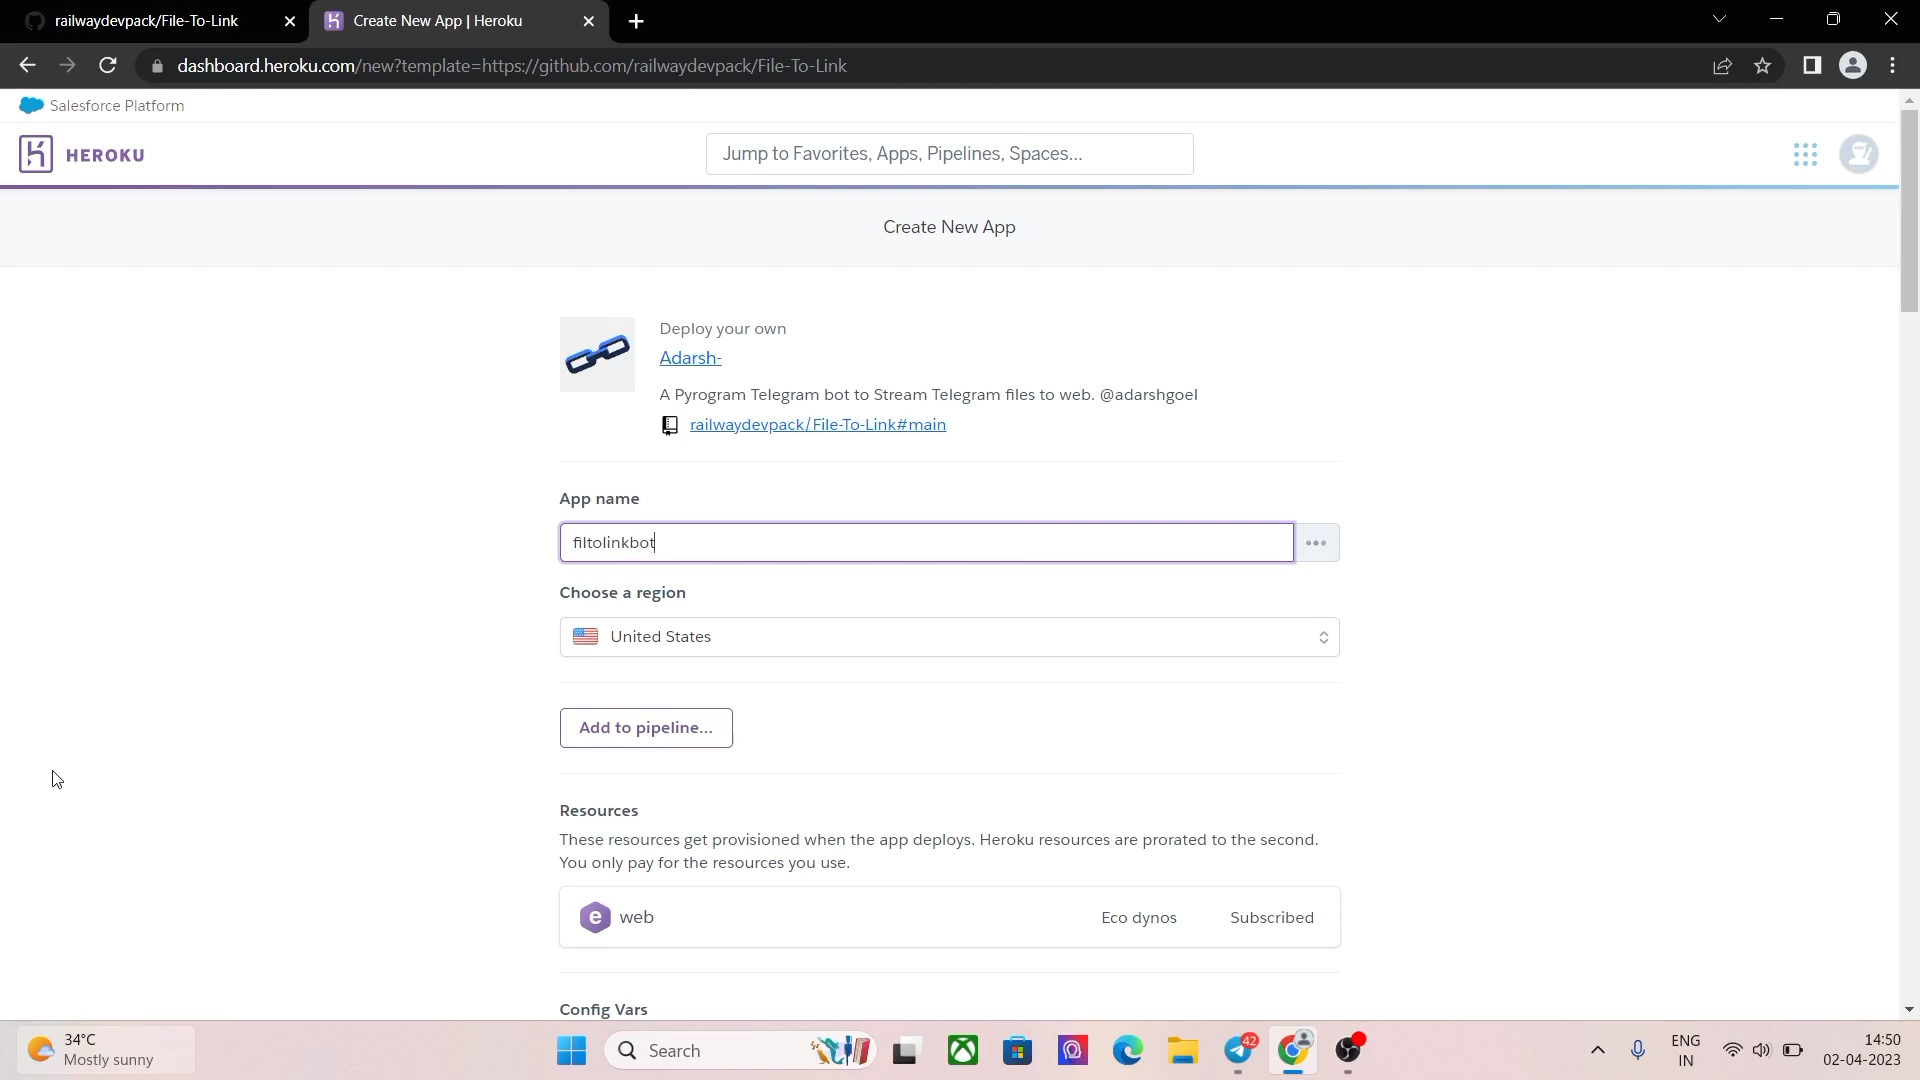 railwaydevpack/File-To-Link
Create New App | Heroku
dashboard.heroku.com/new?template=https://github.com/railwaydevpack/File-To-Link
Salesforce Platform
HEROKU
Jump to Favorites, Apps, Pipelines, Spaces...
Create New App
Deploy your own
Adarsh-
A Pyrogram Telegram bot to Stream Telegram files to web. @adarshgoel
railwaydevpack/File-To-Link#main
App name
filtolinkbot
Choose a region
United States
Add to pipeline...
Resources
These resources get provisioned when the app deploys. Heroku resources are prorated to the second.
You only pay for the resources you use.
e web Eco dynos Subscribed
Config Vars
34°C
Mostly sunny
Search
42
ENG
IN
14:50
02-04-2023